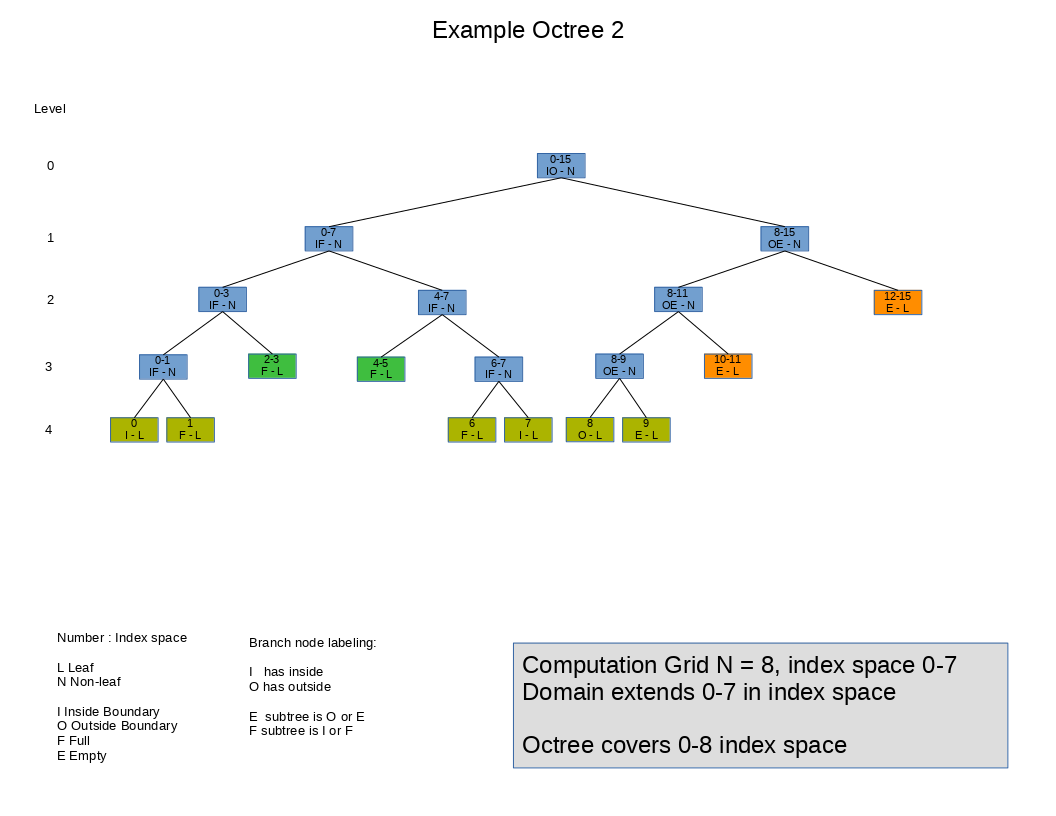 Example Octree 2
Level
0
0-15
IO - N
1
0-7
IF - N
8-15
OE - N
2
0-3
IF - N
4-7
IF - N
8-11
OE - N
12-15
E - L
3
0-1
IF - N
2-3
F - L
4-5
F - L
6-7
IF - N
8-9
OE - N
10-11
E - L
4
0
I - L
1
F - L
6
F - L
7
I - L
8
O - L
9
E - L
Number : Index space
L Leaf
N Non-leaf
I Inside Boundary
O Outside Boundary
F Full
E Empty
Branch node labeling:
I has inside
O has outside
E subtree is O or E
F subtree is I or F
Computation Grid N = 8, index space 0-7
Domain extends 0-7 in index space
Octree covers 0-8 index space